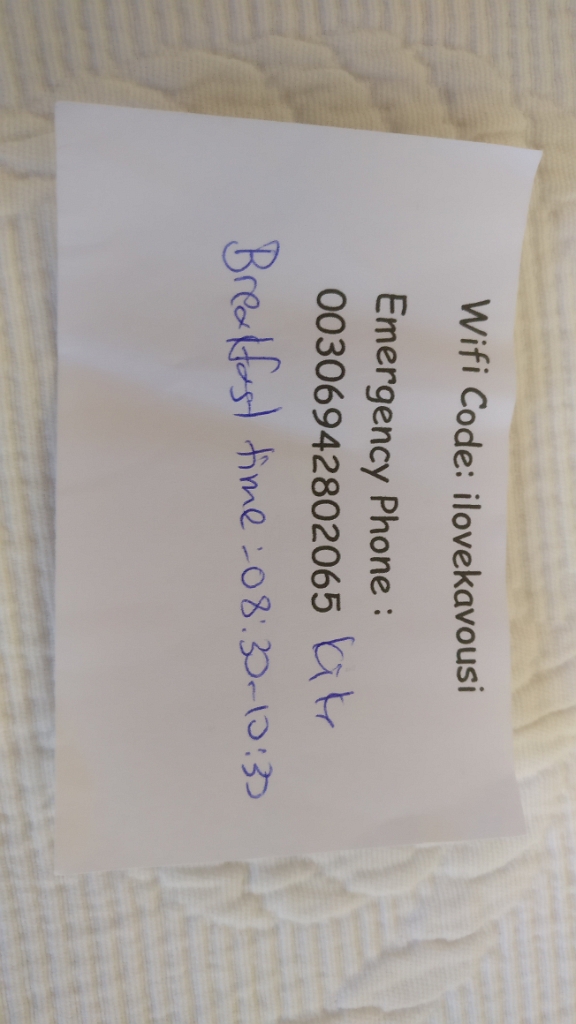 Wifi Code: ilovekavousi
Emergency Phone :
00306942802065
Breakfast time :-08:30-10:30